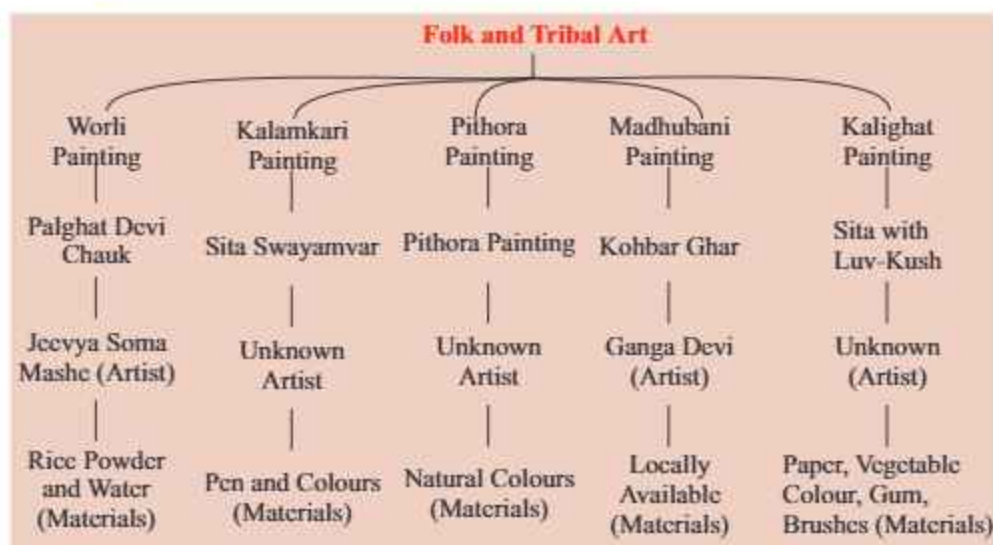 Folk and Tribal Art
Worli
Painting
Palghat Devi
Chauk
Jeevya Soma
Mashe (Artist)
Rice Powder
and Water
(Materials)
Kalamkari
Painting
Sita Swayamvar
Unknown
Artist
Pen and Colours
(Materials)
Pithora
Painting
Pithora Painting
Unknown
Artist
Natural Colours
(Materials)
Madhubani
Painting
Kohbar Ghar
Ganga Devi
(Artist)
Locally
Available
(Materials)
Kalighat
Painting
Sita with
Luv-Kush
Unknown
(Artist)
Paper, Vegetable
Colour, Gum,
Brushes (Materials)